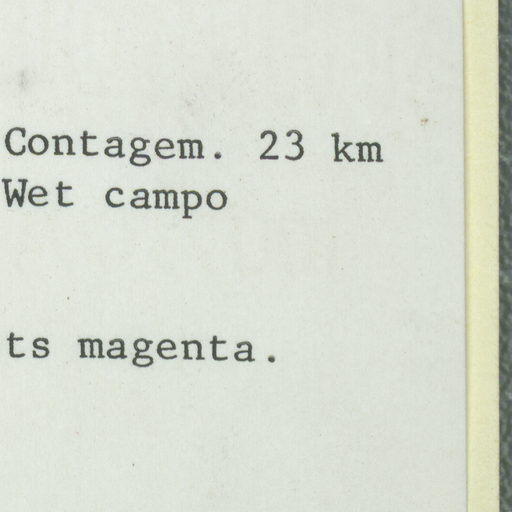 Contagem. 23 km
Wet campo
ts magenta.